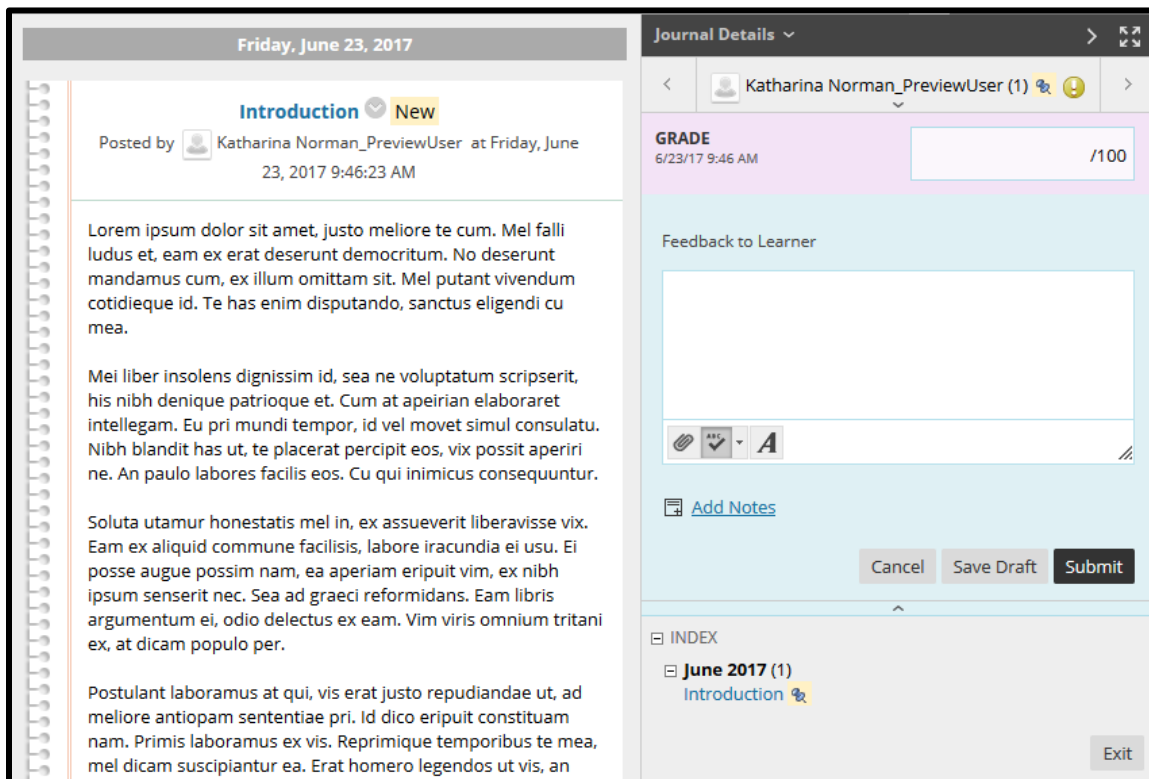 Friday, June 23, 2017
Introduction New
Posted by Katharina Norman_PreviewUser at Friday, June
23, 2017 9:46:23 AM
Lorem ipsum dolor sit amet, justo meliore te cum. Mel falli
ludus et, eam ex erat deserunt democritum. No deserunt
mandamus cum, ex illum omittam sit. Mel putant vivendum
cotidieque id. Te has enim disputando, sanctus eligendi cu
mea.
Mei liber insolens dignissim id, sea ne voluptatum scripserit,
his nibh denique patrioque et. Cum at apeirian elaboraret
intellegam. Eu pri mundi tempor, id vel movet simul consulatu.
Nibh blandit has ut, te placerat percipit eos, vix possit aperiri
ne. An paulo labores facilis eos. Cu qui inimicus consequuntur.
Soluta utamur honestatis mel in, ex assueverit liberavisse vix.
Eam ex aliquid commune facilisis, labore iracundia ei usu. Ei
posse augue possim nam, ea aperiam eripuit vim, ex nibh
ipsum senserit nec. Sea ad graeci reformidans. Eam libris
argumentum ei, odio delectus ex eam. Vim viris omnium tritani
ex, at dicam populo per.
Postulant laboramus at qui, vis erat justo repudiandae ut, ad
meliore antiopam sententiae pri. Id dico eripuit constituam
nam. Primis laboramus ex vis. Reprimique temporibus te mea,
mel dicam suscipiantur ea. Erat homero legendos ut vis, an
Journal Details
Katharina Norman_PreviewUser (1)
GRADE
6/23/17 9:46 AM
/100
Feedback to Learner
ABC
A
Add Notes
Cancel Save Draft Submit
INDEX
June 2017 (1)
Introduction
Exit